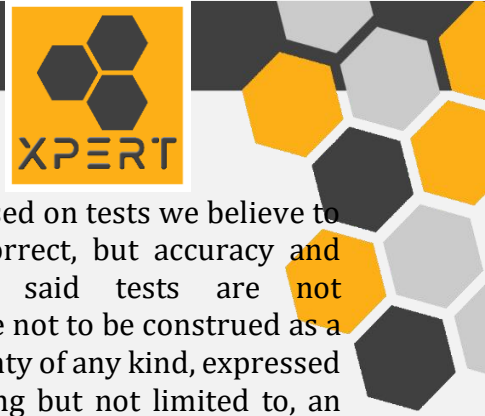 XPERT
sed on tests we believe to
orrect, but accuracy and
said tests are not
e not to be construed as a
nty of any kind, expressed
ng but not limited to, an